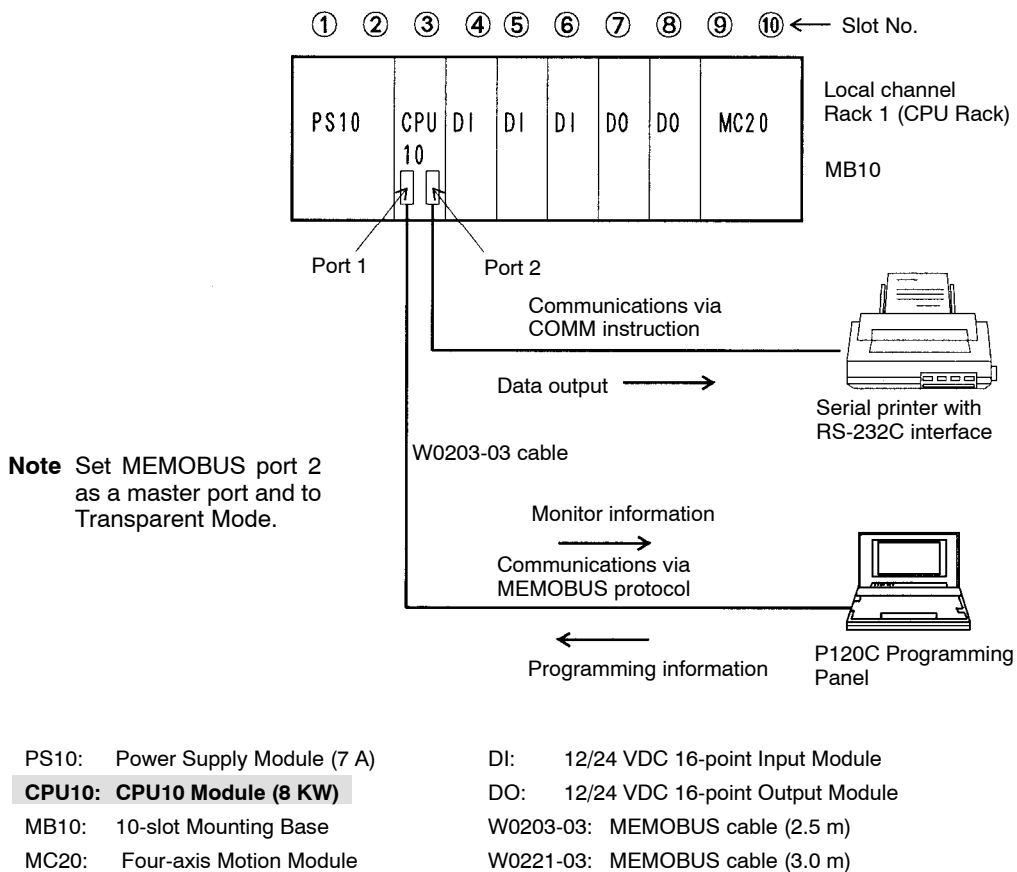 ① ② ③ ④ ⑤ ⑥ ⑦ ⑧ ⑨ ⑩ ← Slot No.
PS10 CPU 10 DI DI DI DO DO MC20
Local channel
Rack 1 (CPU Rack)
MB10
Port 1 Port 2
Communications via
COMM instruction
Data output
Serial printer with
RS-232C interface
W0203-03 cable
Note Set MEMOBUS port 2
as a master port and to
Transparent Mode.
Monitor information
Communications via
MEMOBUS protocol
Programming information
P120C Programming
Panel
PS10: Power Supply Module (7 A)
CPU10: CPU10 Module (8 KW)
MB10: 10-slot Mounting Base
MC20: Four-axis Motion Module
DI: 12/24 VDC 16-point Input Module
DO: 12/24 VDC 16-point Output Module
W0203-03: MEMOBUS cable (2.5 m)
W0221-03: MEMOBUS cable (3.0 m)